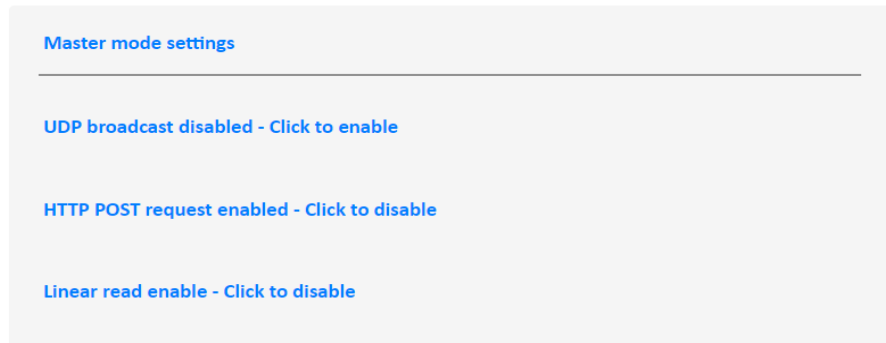 Master mode settings
UDP broadcast disabled - Click to enable
HTTP POST request enabled - Click to disable
Linear read enable - Click to disable